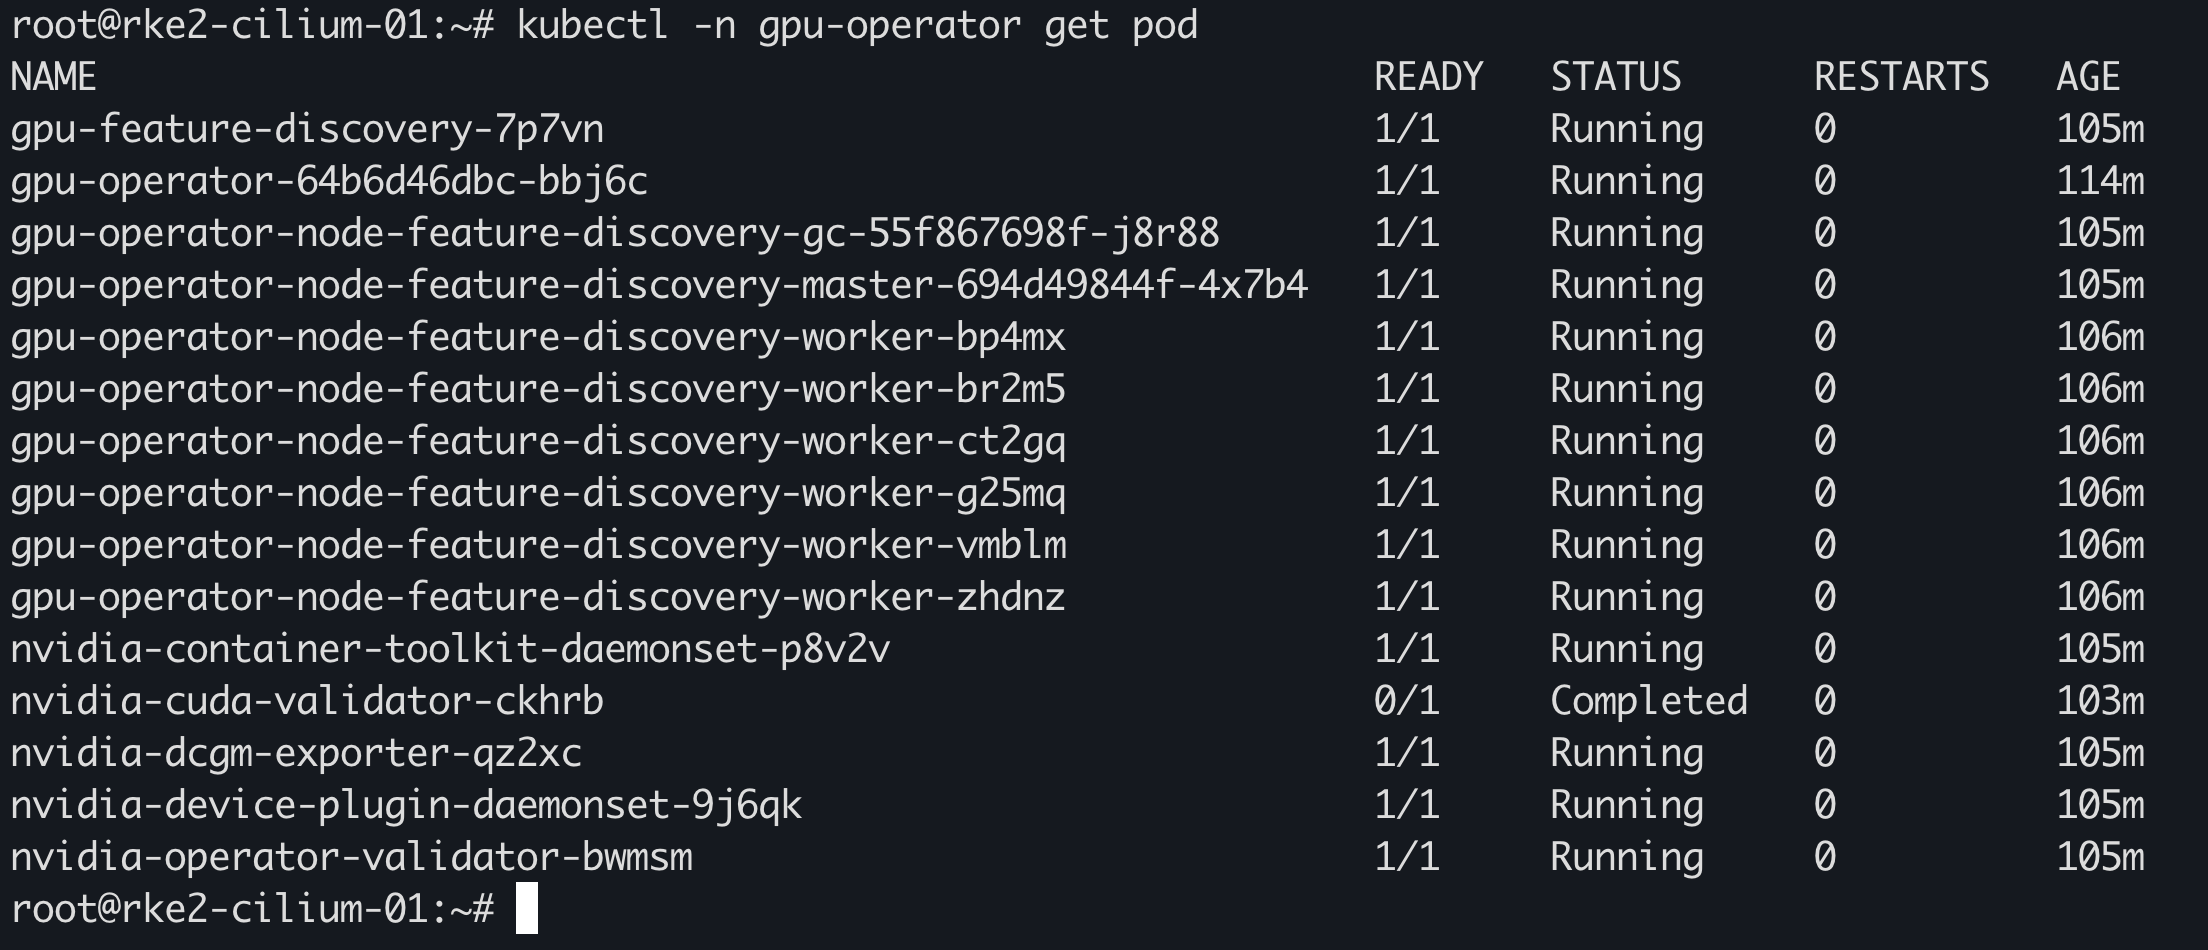 root@rke2-cilium-01:~# kubectl -n gpu-operator get pod
NAME READY STATUS RESTARTS AGE
gpu-feature-discovery-7p7vn 1/1 Running 0 105m
gpu-operator-64b6d46dbc-bbj6c 1/1 Running 0 114m
gpu-operator-node-feature-discovery-gc-55f867698f-j8r88 1/1 Running 0 105m
gpu-operator-node-feature-discovery-master-694d49844f-4x7b4 1/1 Running 0 105m
gpu-operator-node-feature-discovery-worker-bp4mx 1/1 Running 0 106m
gpu-operator-node-feature-discovery-worker-br2m5 1/1 Running 0 106m
gpu-operator-node-feature-discovery-worker-ct2gq 1/1 Running 0 106m
gpu-operator-node-feature-discovery-worker-g25mq 1/1 Running 0 106m
gpu-operator-node-feature-discovery-worker-vmblm 1/1 Running 0 106m
gpu-operator-node-feature-discovery-worker-zhdnz 1/1 Running 0 106m
nvidia-container-toolkit-daemonset-p8v2v 1/1 Running 0 105m
nvidia-cuda-validator-ckhrb 0/1 Completed 0 103m
nvidia-dcgm-exporter-qz2xc 1/1 Running 0 105m
nvidia-device-plugin-daemonset-9j6qk 1/1 Running 0 105m
nvidia-operator-validator-bwmsm 1/1 Running 0 105m
root@rke2-cilium-01:~#